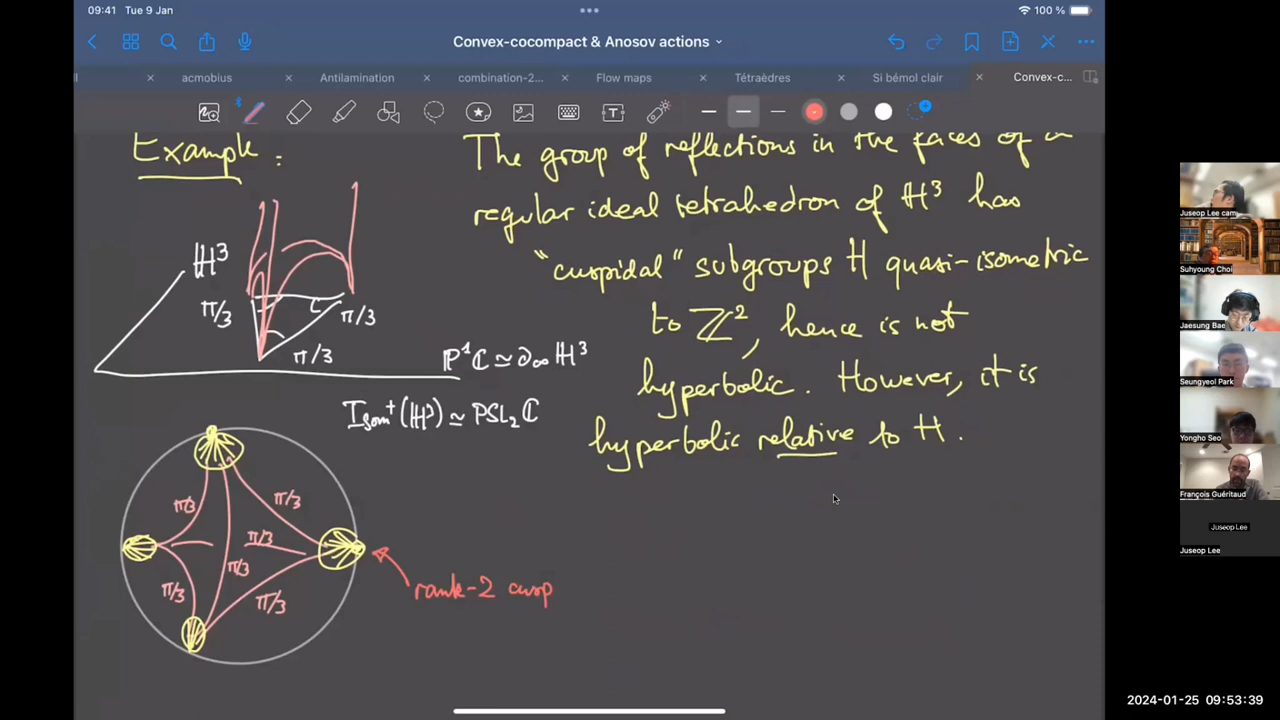 09:41 Tue 9 Jan
100 %
Convex-cocompact & Anosov actions
acmobius
Antilamination
combination-2...
Flow maps
Tétraèdres
Si bémol clair
Convex-c...
Example :
The group of reflections in the faces of a
regular ideal tetrahedron of ℍ³ has
"cuspidal" subgroups H quasi-isometric
to ℤ², hence is not
hyperbolic. However, it is
hyperbolic relative to H.
ℍ³
π/3
π/3
π/3
ℙ¹ℂ ≃ ∂∞ ℍ³
Isom⁺(ℍ³) ≃ PSL₂ℂ
π/3
π/3
π/3
π/3
π/3
π/3
rank-2 cusp
Juseop Lee cam
Suhyoung Choi
Jaesung Bae
Seungyeol Park
Yongho Seo
François Guéritaud
Juseop Lee
Juseop Lee
2024-01-25 09:53:39